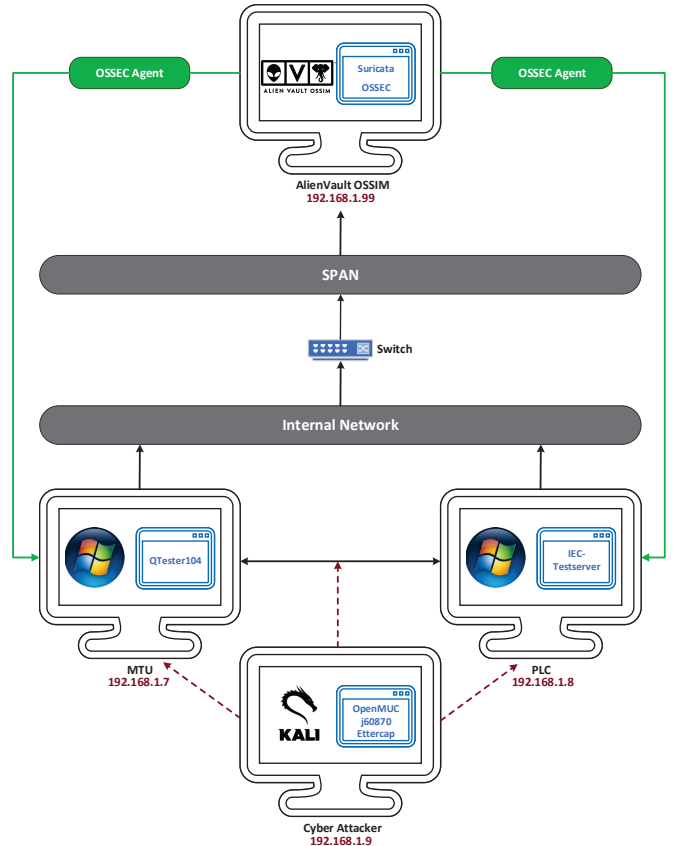 OSSEC Agent
Suricata
OSSEC
OSSEC Agent
ALIEN VAULT OSSIM
AlienVault OSSIM
192.168.1.99
SPAN
Switch
Internal Network
QTester104
IEC-
Testserver
MTU
192.168.1.7
PLC
192.168.1.8
KALI
OpenMUC
j60870
Ettercap
Cyber Attacker
192.168.1.9